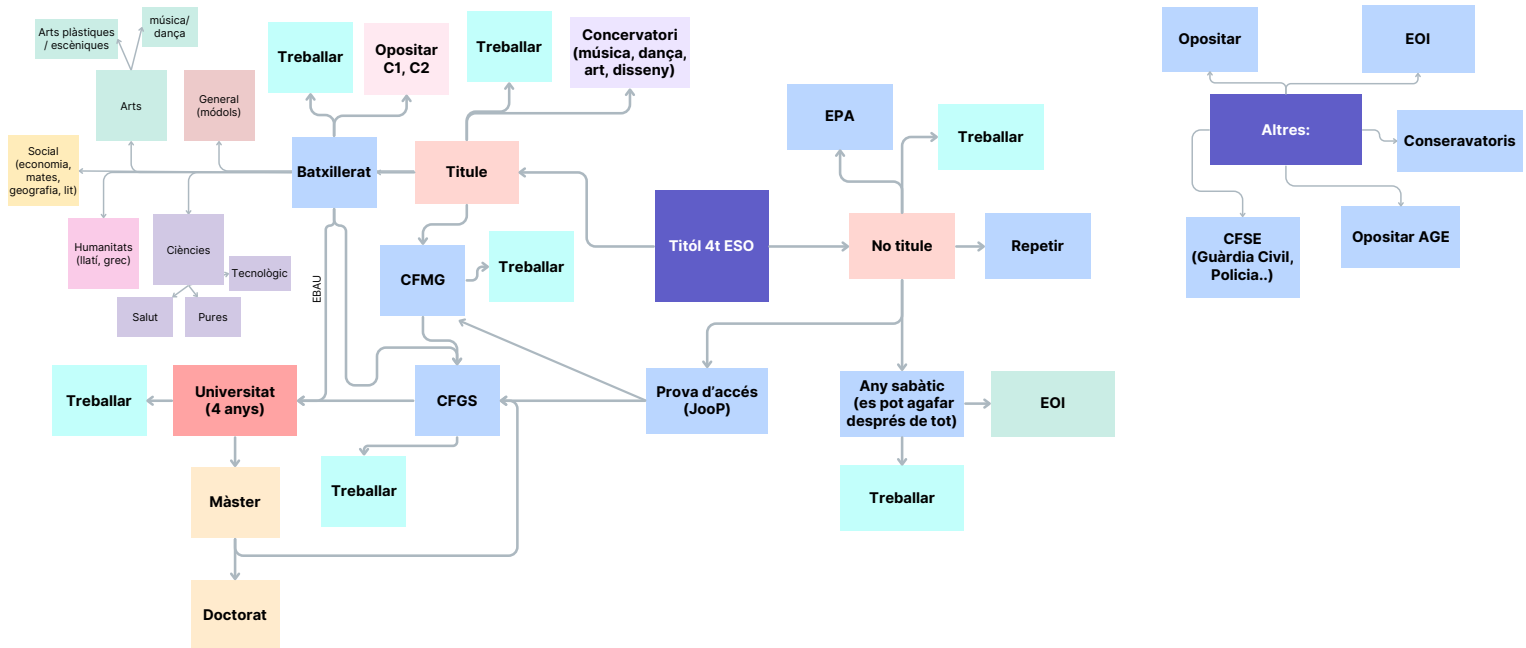 Arts plàstiques
/ escèniques
música/
dança
Arts
General
(módols)
Social
(economia,
mates,
geografia, lit)
Humanitats
(llatí, grec)
Ciències
Tecnològic
Salut
Pures
Treballar
Opositar
C1, C2
Treballar
Concervatori
(música, dança,
art, disseny)
Batxillerat
Titule
CFMG
Treballar
EBAU
Titól 4t ESO
EPA
Treballar
No titule
Repetir
Treballar
Universitat
(4 anys)
CFGS
Treballar
Prova d’accés
(JooP)
Any sabàtic
(es pot agafar
després de tot)
EOI
Treballar
Màster
Doctorat
Opositar
EOI
Altres:
Conseravatoris
CFSE
(Guàrdia Civil,
Policia..)
Opositar AGE